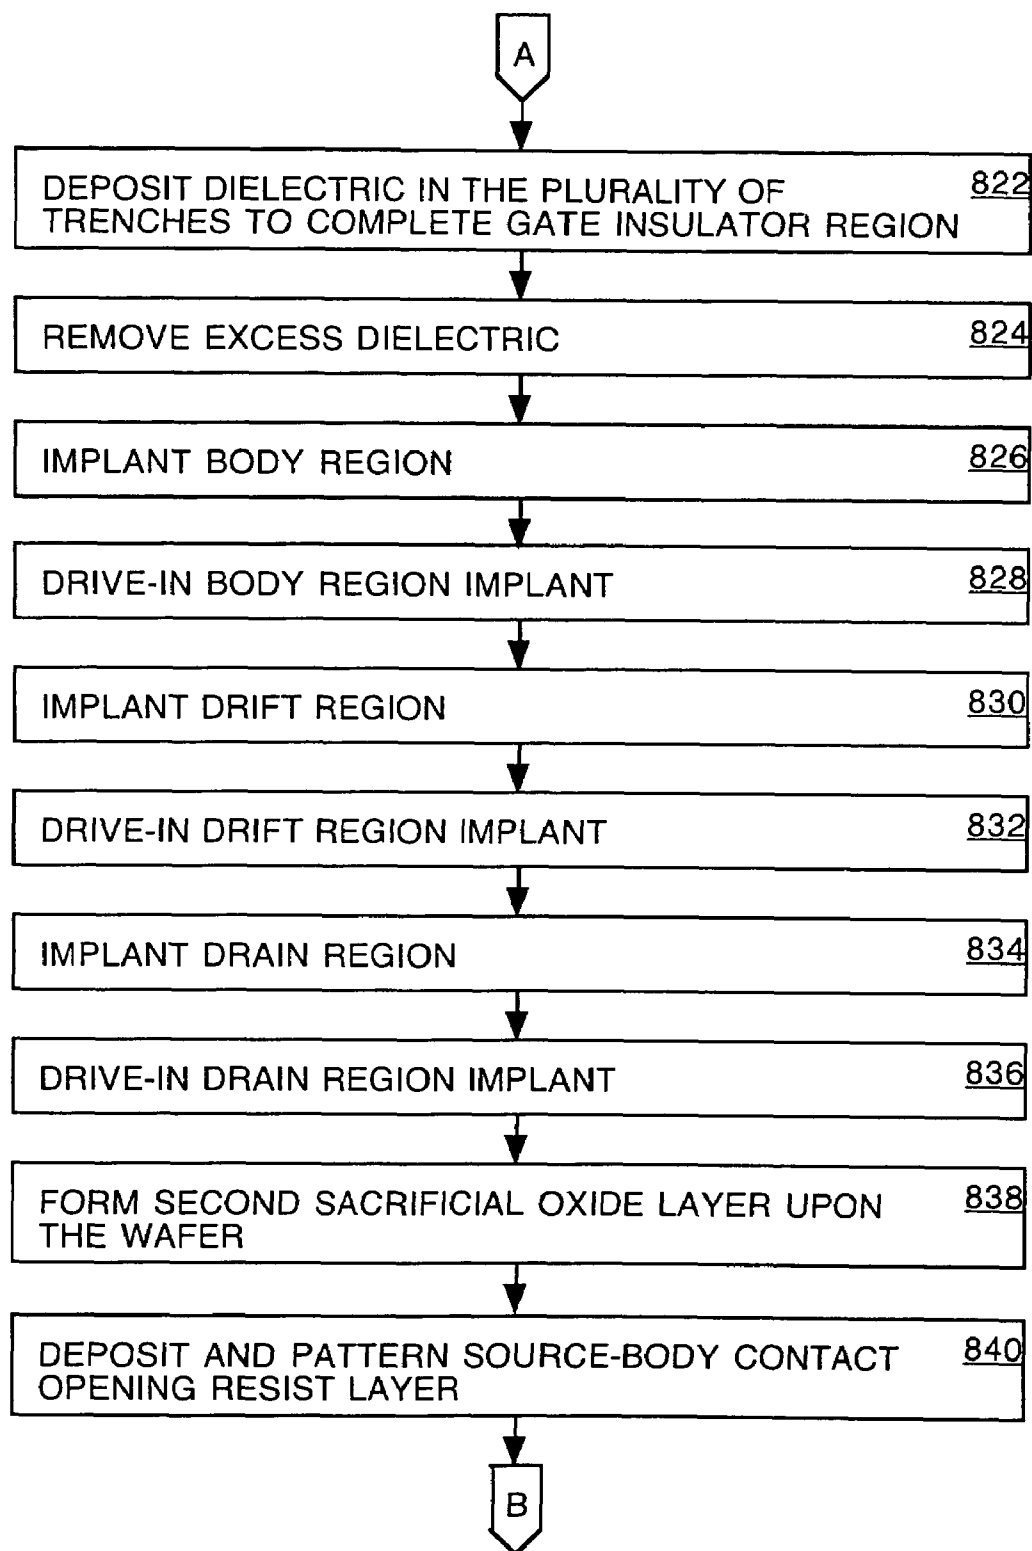 A
DEPOSIT DIELECTRIC IN THE PLURALITY OF 822
TRENCHES TO COMPLETE GATE INSULATOR REGION
REMOVE EXCESS DIELECTRIC 824
IMPLANT BODY REGION 826
DRIVE-IN BODY REGION IMPLANT 828
IMPLANT DRIFT REGION 830
DRIVE-IN DRIFT REGION IMPLANT 832
IMPLANT DRAIN REGION 834
DRIVE-IN DRAIN REGION IMPLANT 836
FORM SECOND SACRIFICIAL OXIDE LAYER UPON 838
THE WAFER
DEPOSIT AND PATTERN SOURCE-BODY CONTACT 840
OPENING RESIST LAYER
B